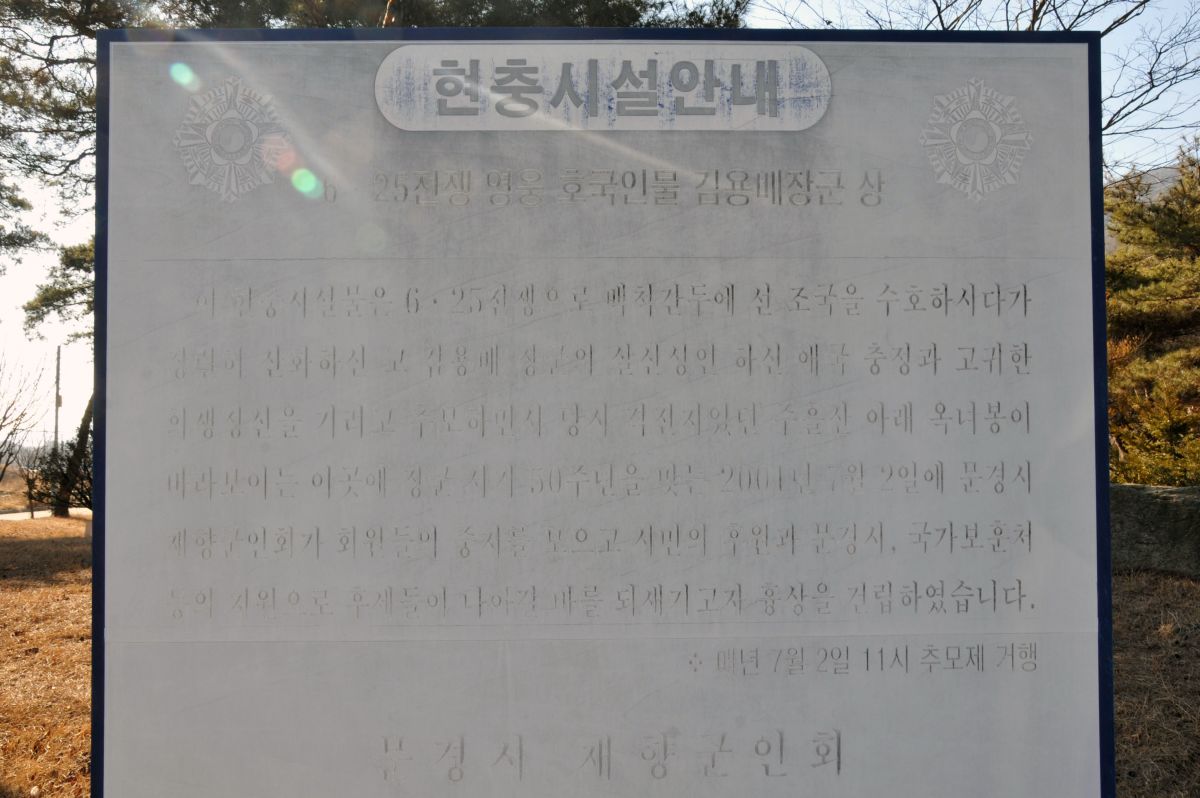 헌충시설안내
6·25전쟁 영웅 호국인물 김용배장군 상
이 헌충시설물은 6·25전쟁으로 백척간두에 선 조국을 수호하시다가
장렬히 산화하신 고 김용배 장군의 살신성인 하신 애국 충정과 고귀한
희생정신을 기리고 추모하면서 당시 격전지였던 수흘산 아래 옥녀봉이
바라보이는 이곳에 장군 서거 50주년을 맞는 2001년 7월 2일에 문경시
재향군인회가 회원들의 중지를 모으고 시민의 후원과 문경시, 국가보훈처
등의 지원으로 후세들이 나아갈 바를 되새기고자 흉상을 건립하였습니다.
※ 매년 7월 2일 11시 추모제 거행
문경시 재향군인회